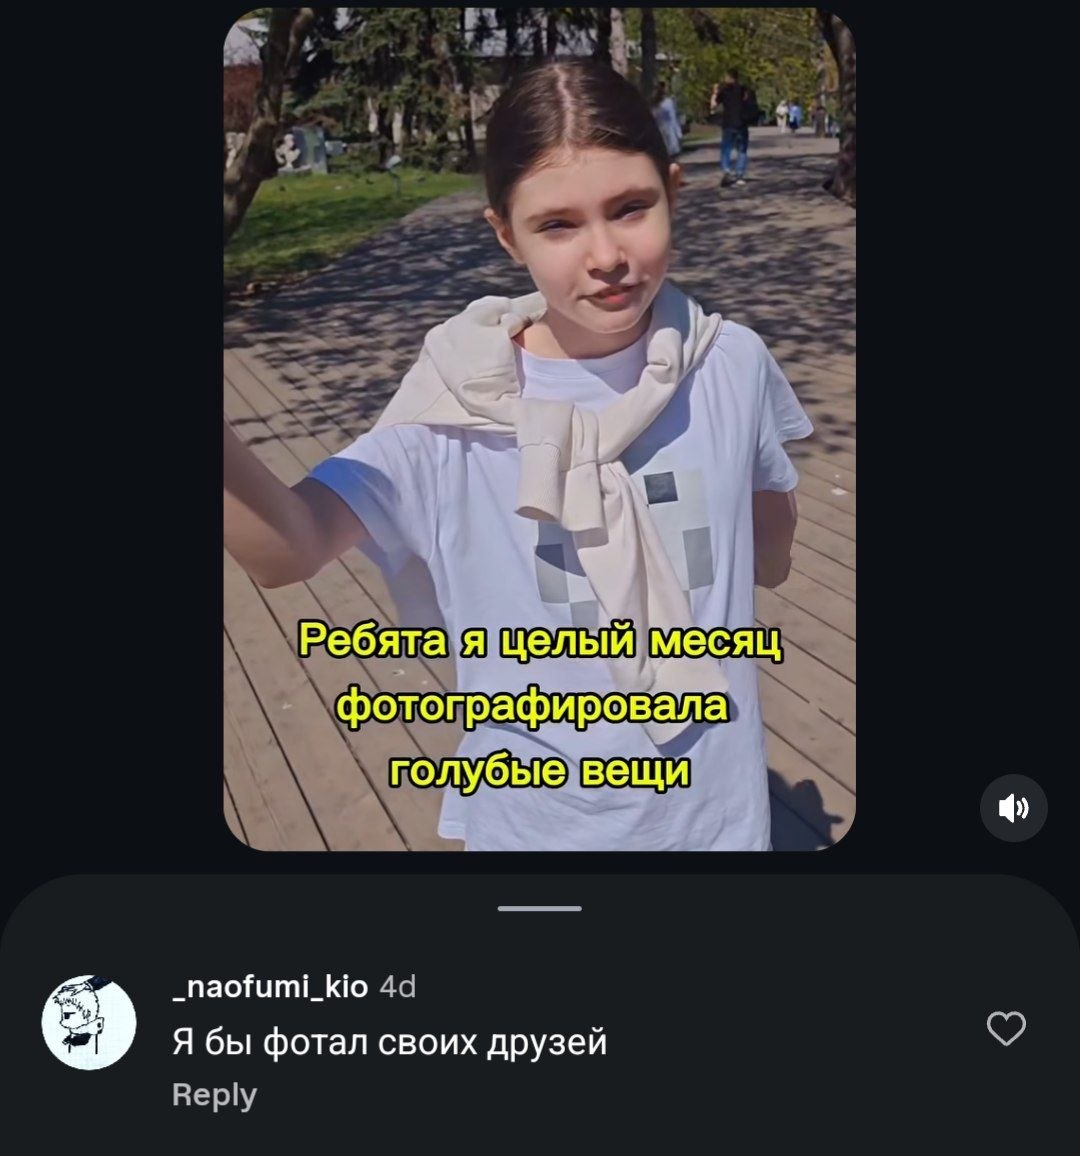 Ребята я целый месяц
фотографировала
голубые вещи
_naofumi_kio 4d
Я бы фотал своих друзей
Reply